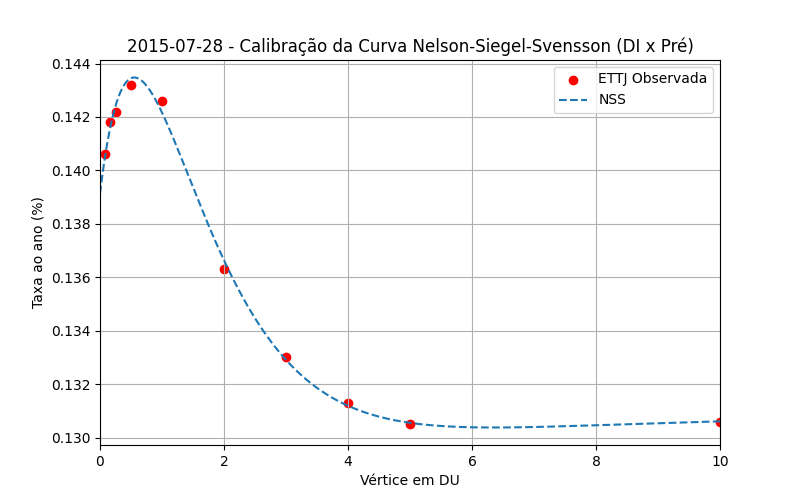 2015-07-28 - Calibração da Curva Nelson-Siegel-Svensson (DI x Pré)
ETTJ Observada
NSS
Taxa ao ano (%)
0.144
0.142
0.140
0.138
0.136
0.134
0.132
0.130
0 2 4 6 8 10
Vértice em DU